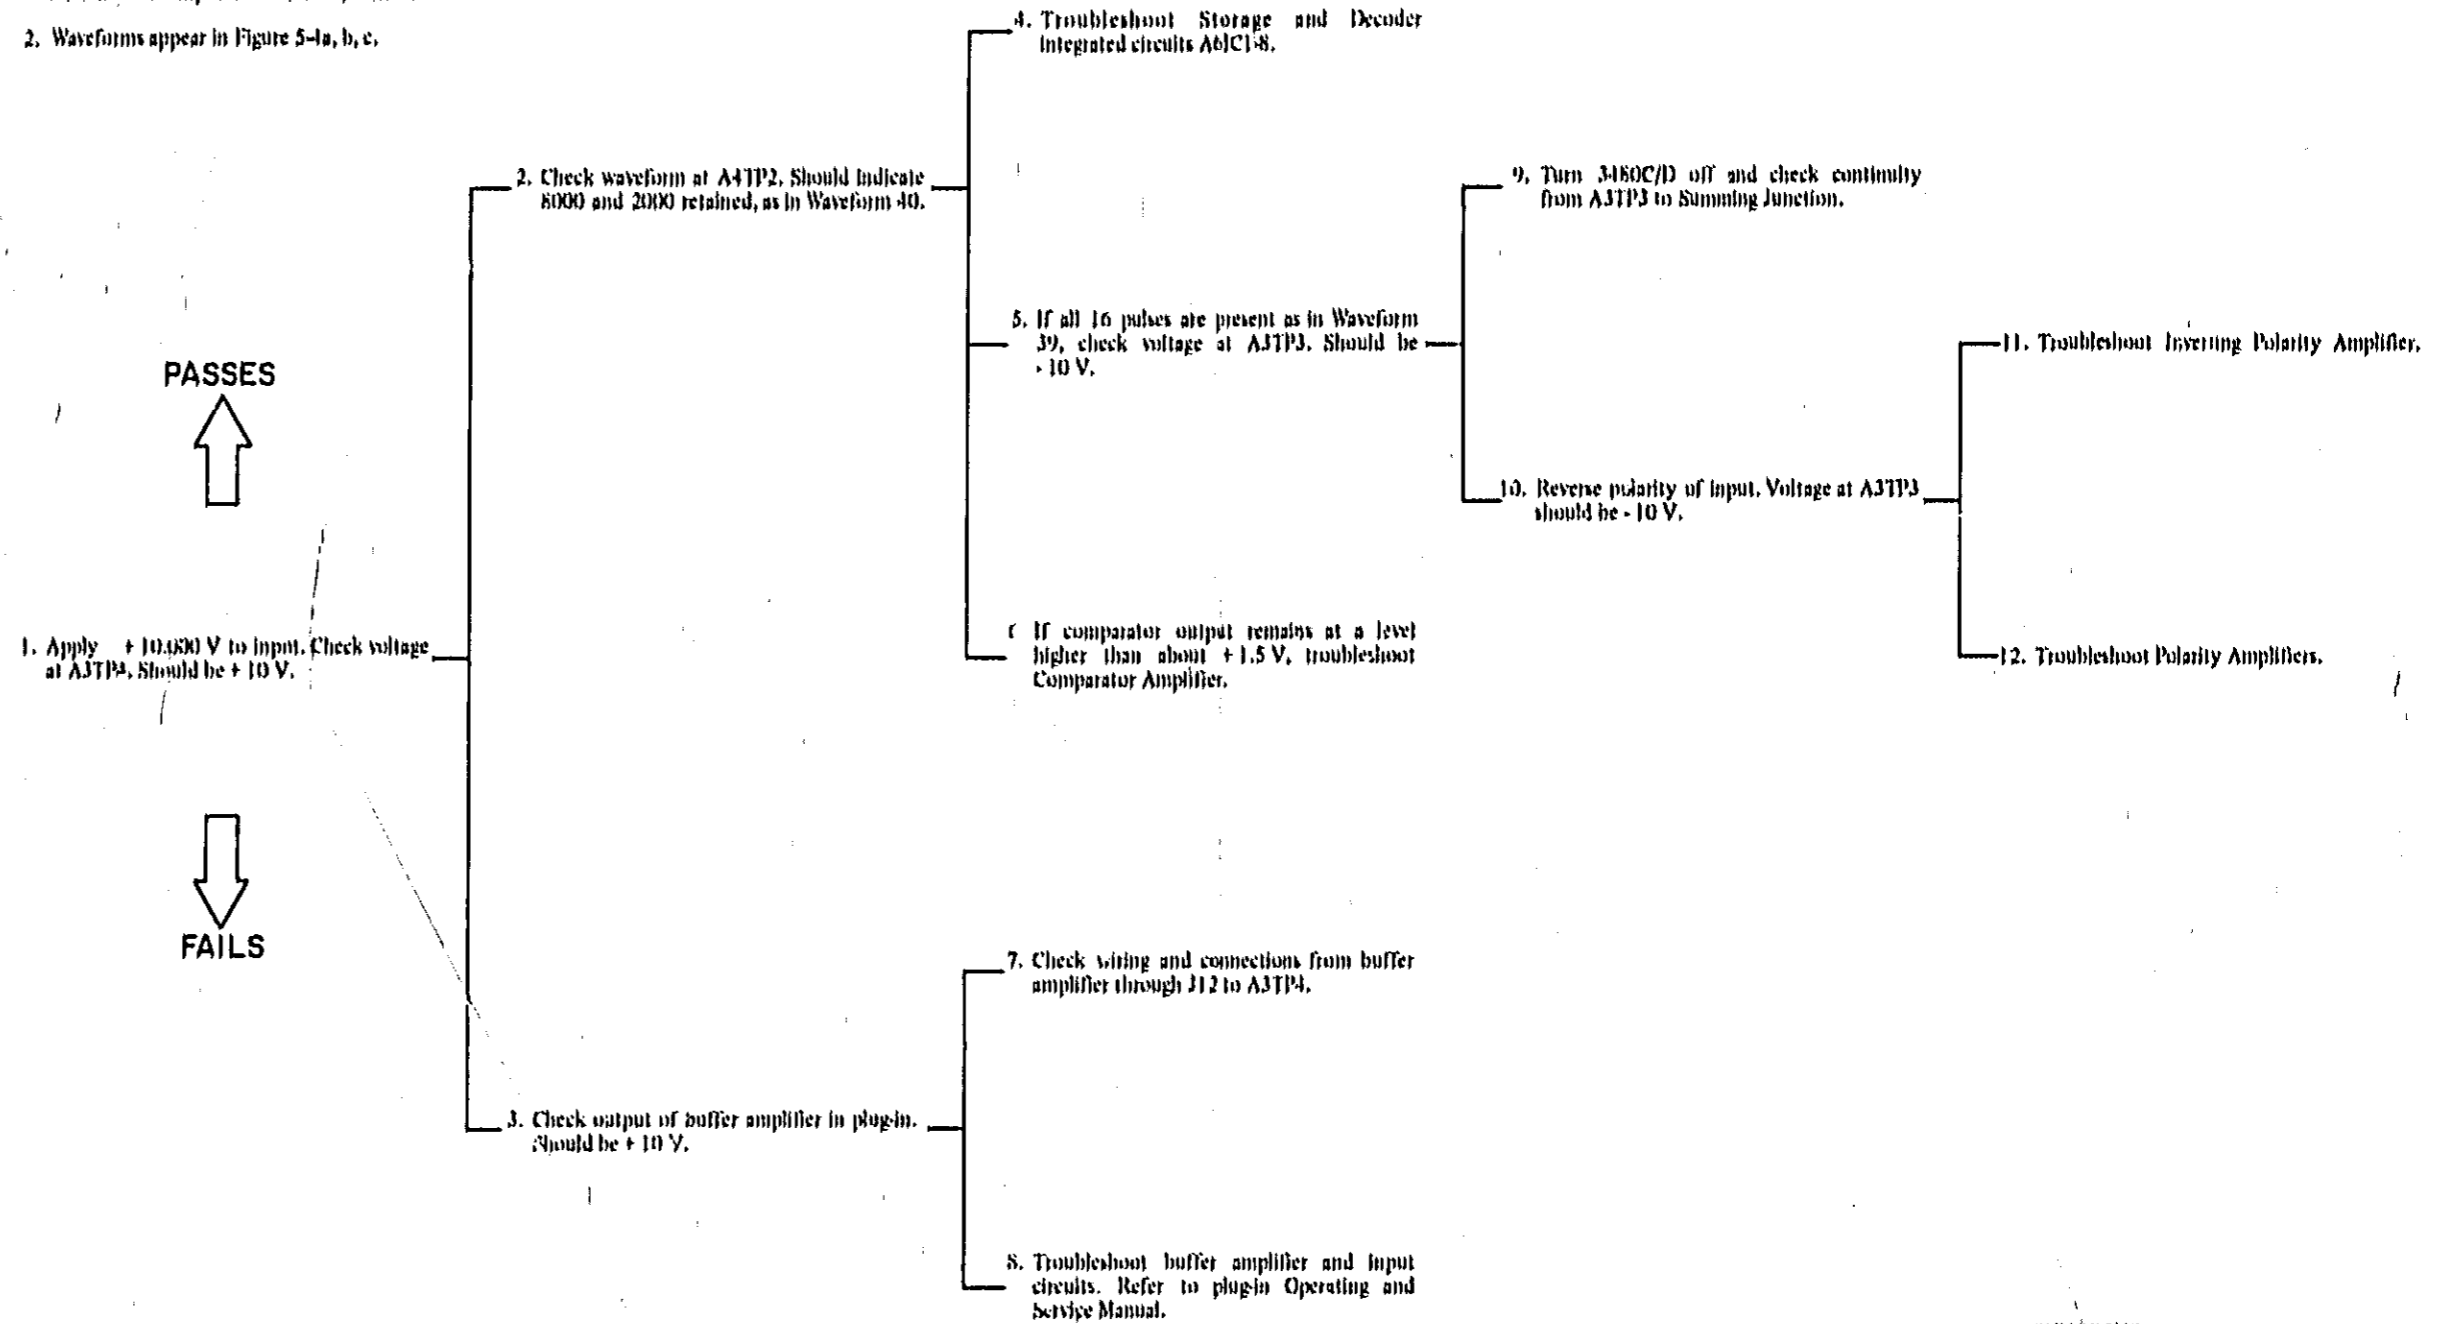 2. Waveforms appear in Figure 5-4a, b, c.
4. Troubleshoot Storage and Decoder
Integrated circuits A6IC1-8.
2. Check waveform at A4TP2. Should indicate
8000 and 2000 retained, as in Waveform 40.
9. Turn 3480C/D off and check continuity
from A3TP3 to Summing Junction.
5. If all 16 pulses are present as in Waveform
39, check voltage at A3TP3. Should be
- 10 V.
11. Troubleshoot Inverting Polarity Amplifier.
PASSES
10. Reverse polarity of input. Voltage at A3TP3
should be - 10 V.
1. Apply + 10.000 V to input. Check voltage
at A3TP4. Should be + 10 V.
If comparator output remains at a level
higher than about + 1.5 V, troubleshoot
Comparator Amplifier.
12. Troubleshoot Polarity Amplifiers.
FAILS
7. Check wiring and connections from buffer
amplifier through J12 to A3TP4.
3. Check output of buffer amplifier in plug-in.
Should be + 10 V.
8. Troubleshoot buffer amplifier and input
circuits. Refer to plug-in Operating and
Service Manual.